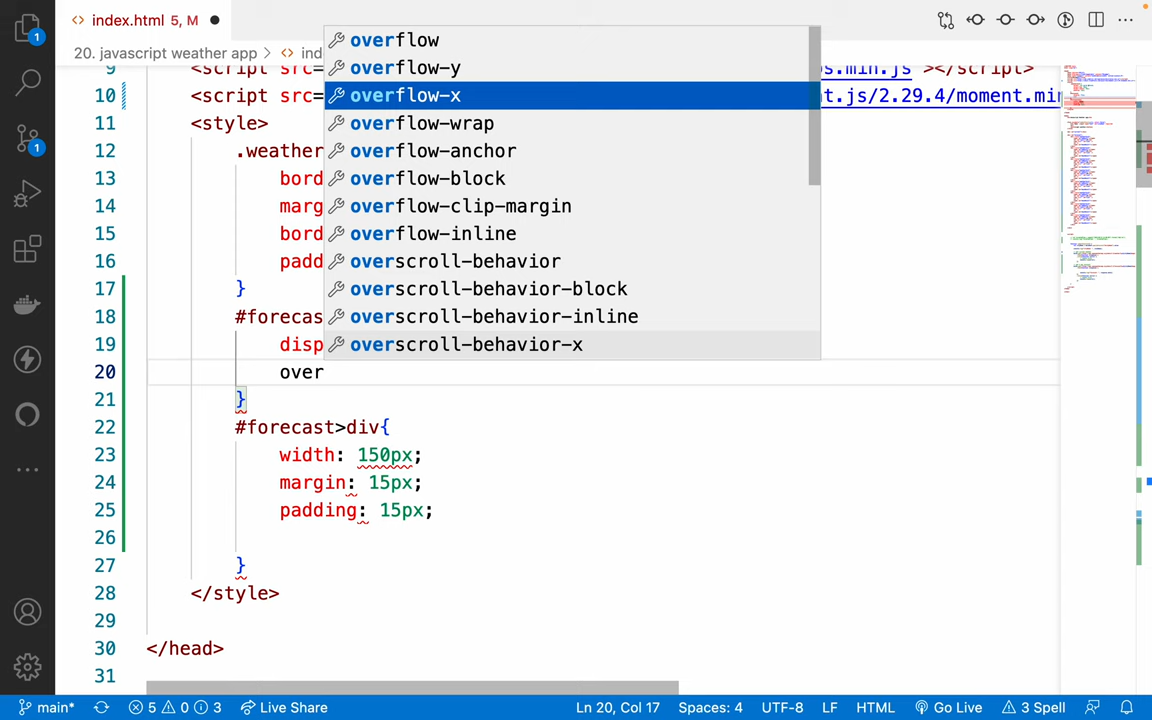 index.html 5, M
20. javascript weather app > <> ind
overflow
overflow-y
overflow-x
overflow-wrap
overflow-anchor
overflow-block
overflow-clip-margin
overflow-inline
overscroll-behavior
overscroll-behavior-block
overscroll-behavior-inline
overscroll-behavior-x
9 <script src= s.min.js"></script>
10 <script src= t.js/2.29.4/moment.min
11 <style>
12 .weather
13 bord
14 marg
15 bord
16 padd
17 }
18 #forecas
19 disp
20 over
21 }
22 #forecast>div{
23 width: 150px;
24 margin: 15px;
25 padding: 15px;
26
27 }
28 </style>
29
30 </head>
31
1
1
main* 5 0 3 Live Share Ln 20, Col 17 Spaces: 4 UTF-8 LF HTML Go Live 3 Spell